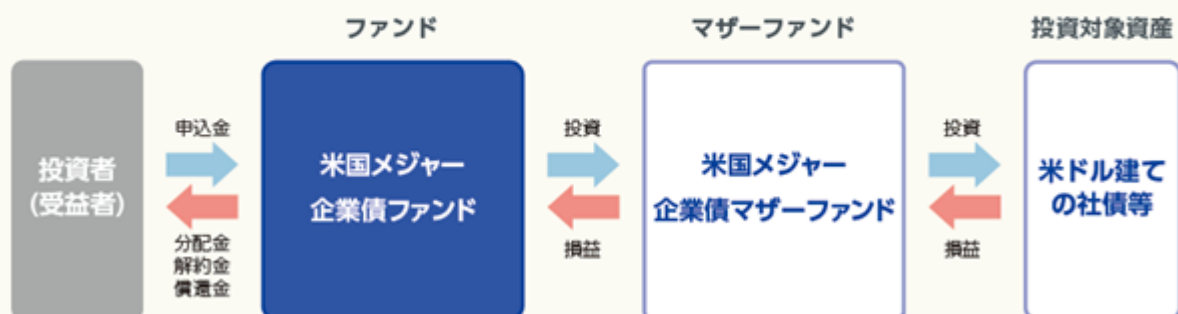 ファンド
マザーファンド
投資対象資産
投資者
(受益者)
申込金
分配金
解約金
償還金
米国メジャー
企業債ファンド
投資
損益
米国メジャー
企業債マザーファンド
投資
損益
米ドル建て
の社債等